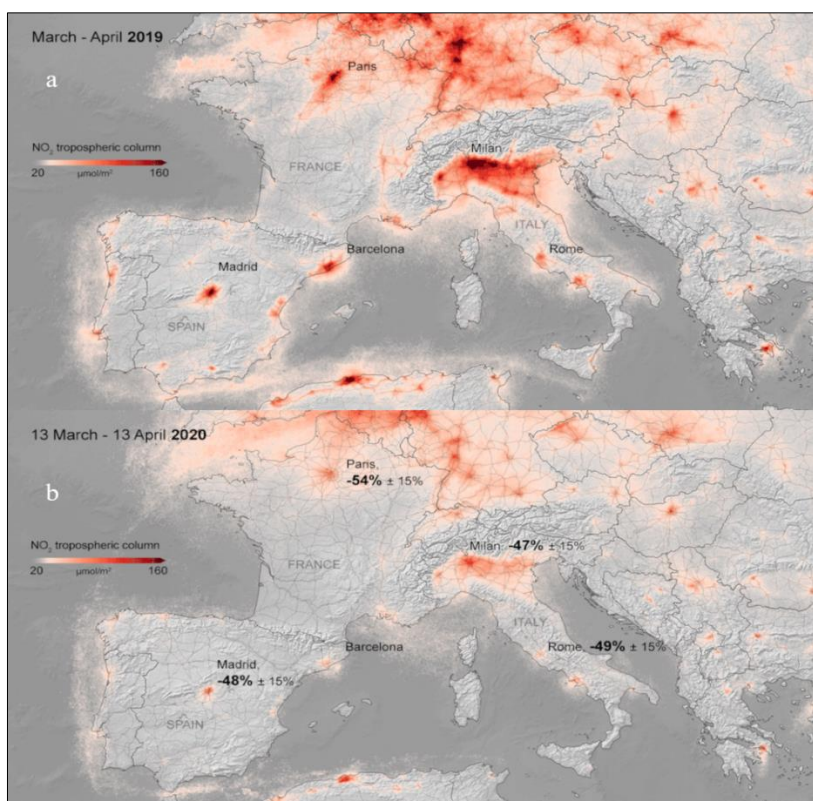 March - April 2019
a
Paris
NO₂ tropospheric column
20 µmol/m² 160
FRANCE
Milan
ITALY
Barcelona
Rome
Madrid
SPAIN
13 March - 13 April 2020
b
Paris,
-54% ± 15%
NO₂ tropospheric column
20 µmol/m² 160
Milan -47% ± 15%
FRANCE
ITALY
Barcelona
Rome, -49% ± 15%
Madrid,
-48% ± 15%
SPAIN